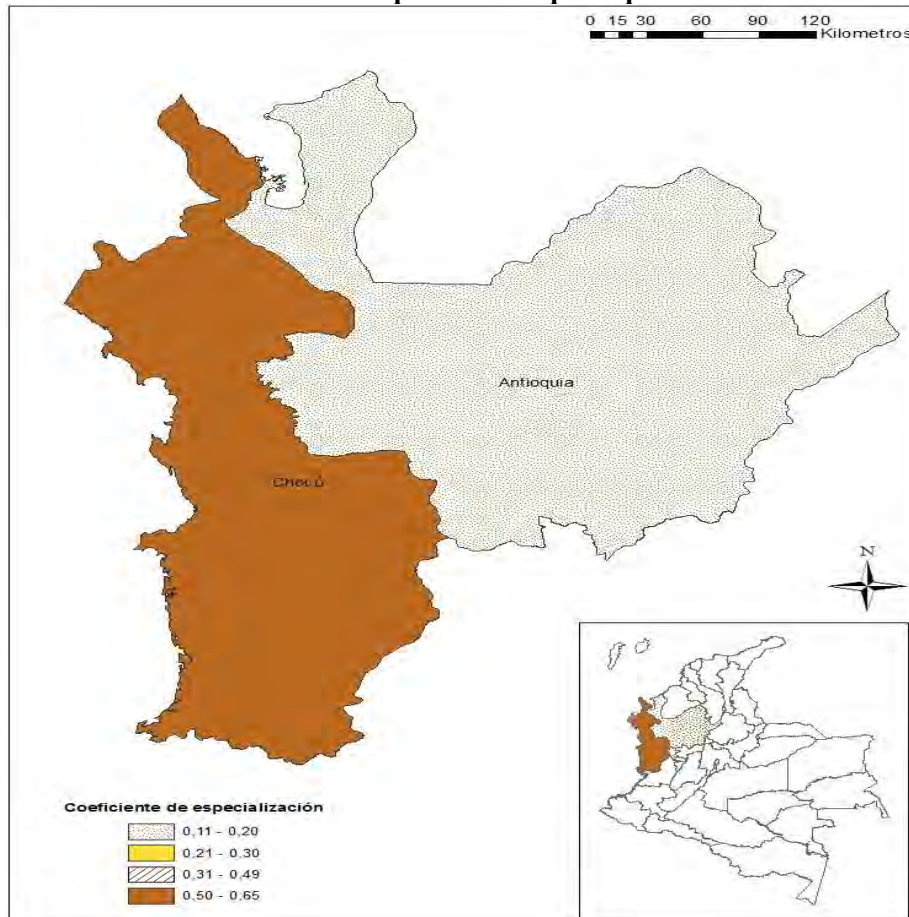 0 15 30 60 90 120
Kilometros
Antioquia
Chocó
N
Coeficiente de especialización
0,11 - 0,20
0,21 - 0,30
0,31 - 0,49
0,50 - 0,65